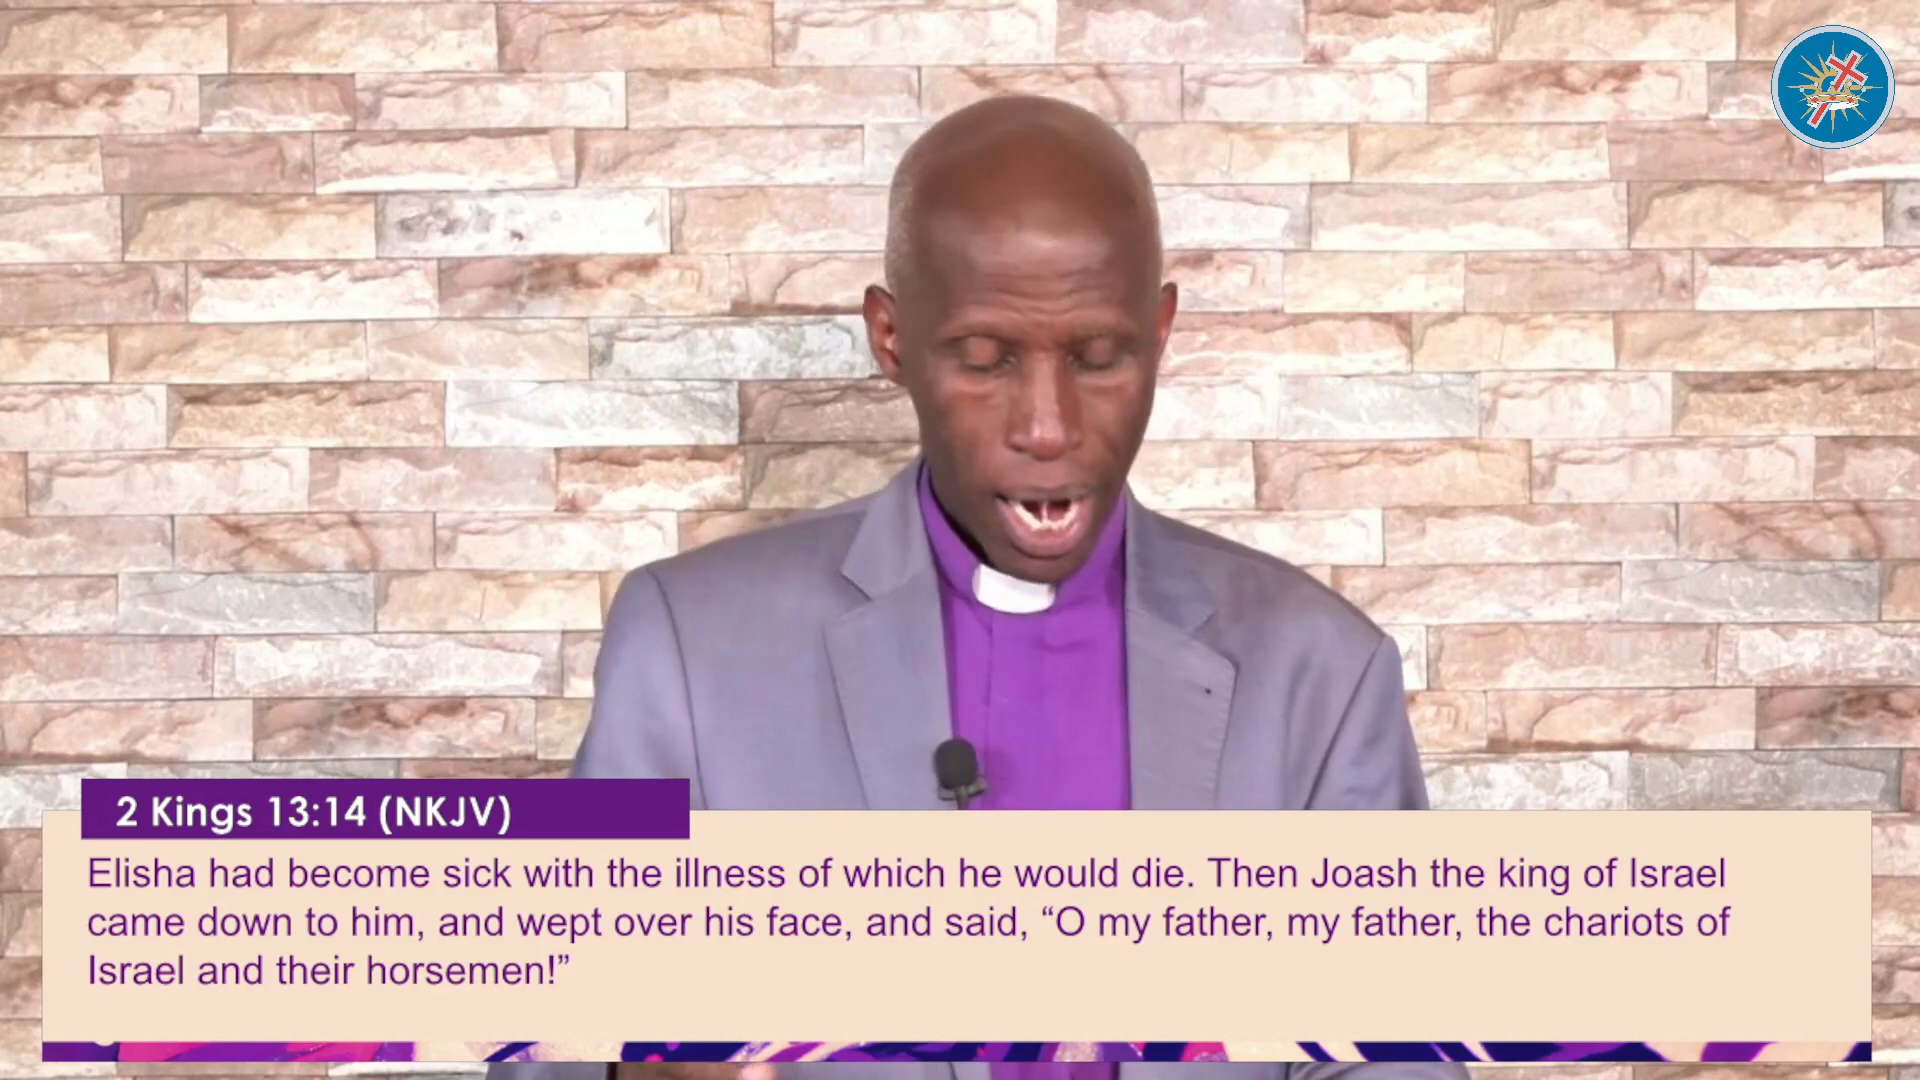 2 Kings 13:14 (NKJV)
Elisha had become sick with the illness of which he would die. Then Joash the king of Israel
came down to him, and wept over his face, and said, “O my father, my father, the chariots of
Israel and their horsemen!”